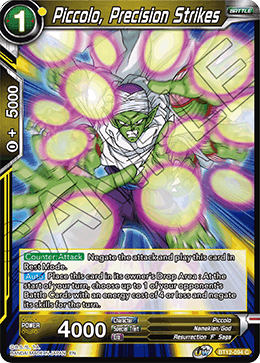 1
Piccolo, Precision Strikes
BATTLE
0 + 5000
SAMPLE
Counter:Attack Negate the attack and play this card in
Rest Mode.
Auto Place this card in its owner's Drop Area : At the
start of your turn, choose up to 1 of your opponent's
Battle Cards with an energy cost of 4 or less and negate
its skills for the turn.
POWER
4000
Character
Piccolo
Special Trait
Namekian/God
Era
Resurrection 'F' Saga
BANDAI
EN
BT12-094 C